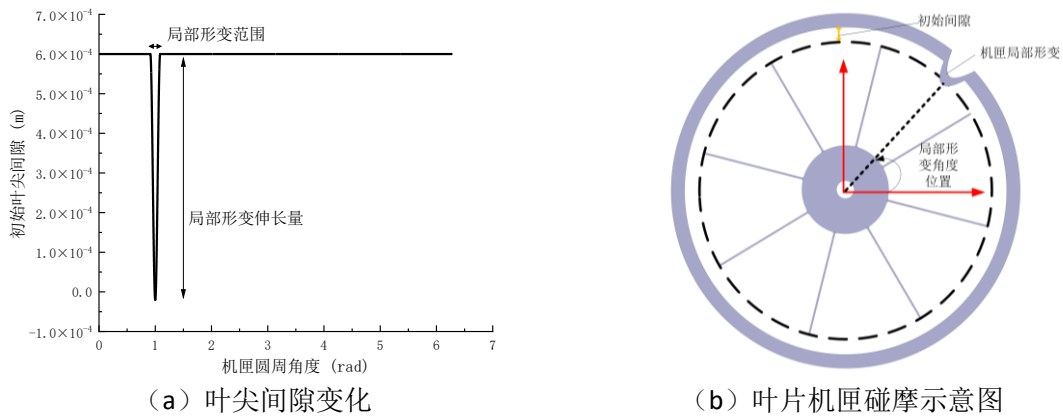 7.0×10⁻⁴
6.0×10⁻⁴
5.0×10⁻⁴
4.0×10⁻⁴
3.0×10⁻⁴
2.0×10⁻⁴
1.0×10⁻⁴
0.0
-1.0×10⁻⁴
初始叶尖间隙 (m)
局部形变范围
局部形变伸长量
0 1 2 3 4 5 6 7
机匣圆周角度 (rad)
（a）叶尖间隙变化
初始间隙
机匣局部形变
局部形
变角度
位置
（b）叶片机匣碰摩示意图